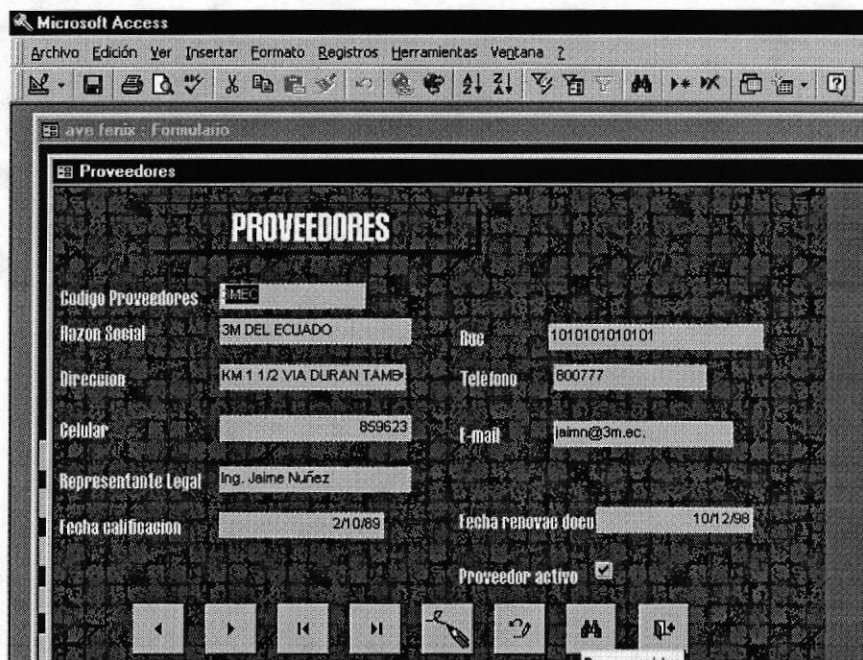 Microsoft Access
Archivo Edición Ver Insertar Formato Registros Herramientas Ventana ?
ave fenix : Formulario
Proveedores
PROVEEDORES
Codigo Proveedores 3MEC
Razon Social 3M DEL ECUADO Ruc 1010101010101
Direccion KM 1 1/2 VIA DURAN TAMB Teléfono 800777
Celular 859623 E-mail jaimn@3m.ec.
Representante Legal Ing. Jaime Nuñez
Fecha calificacion 2/10/89 Fecha renovac docu 10/12/98
Proveedor activo